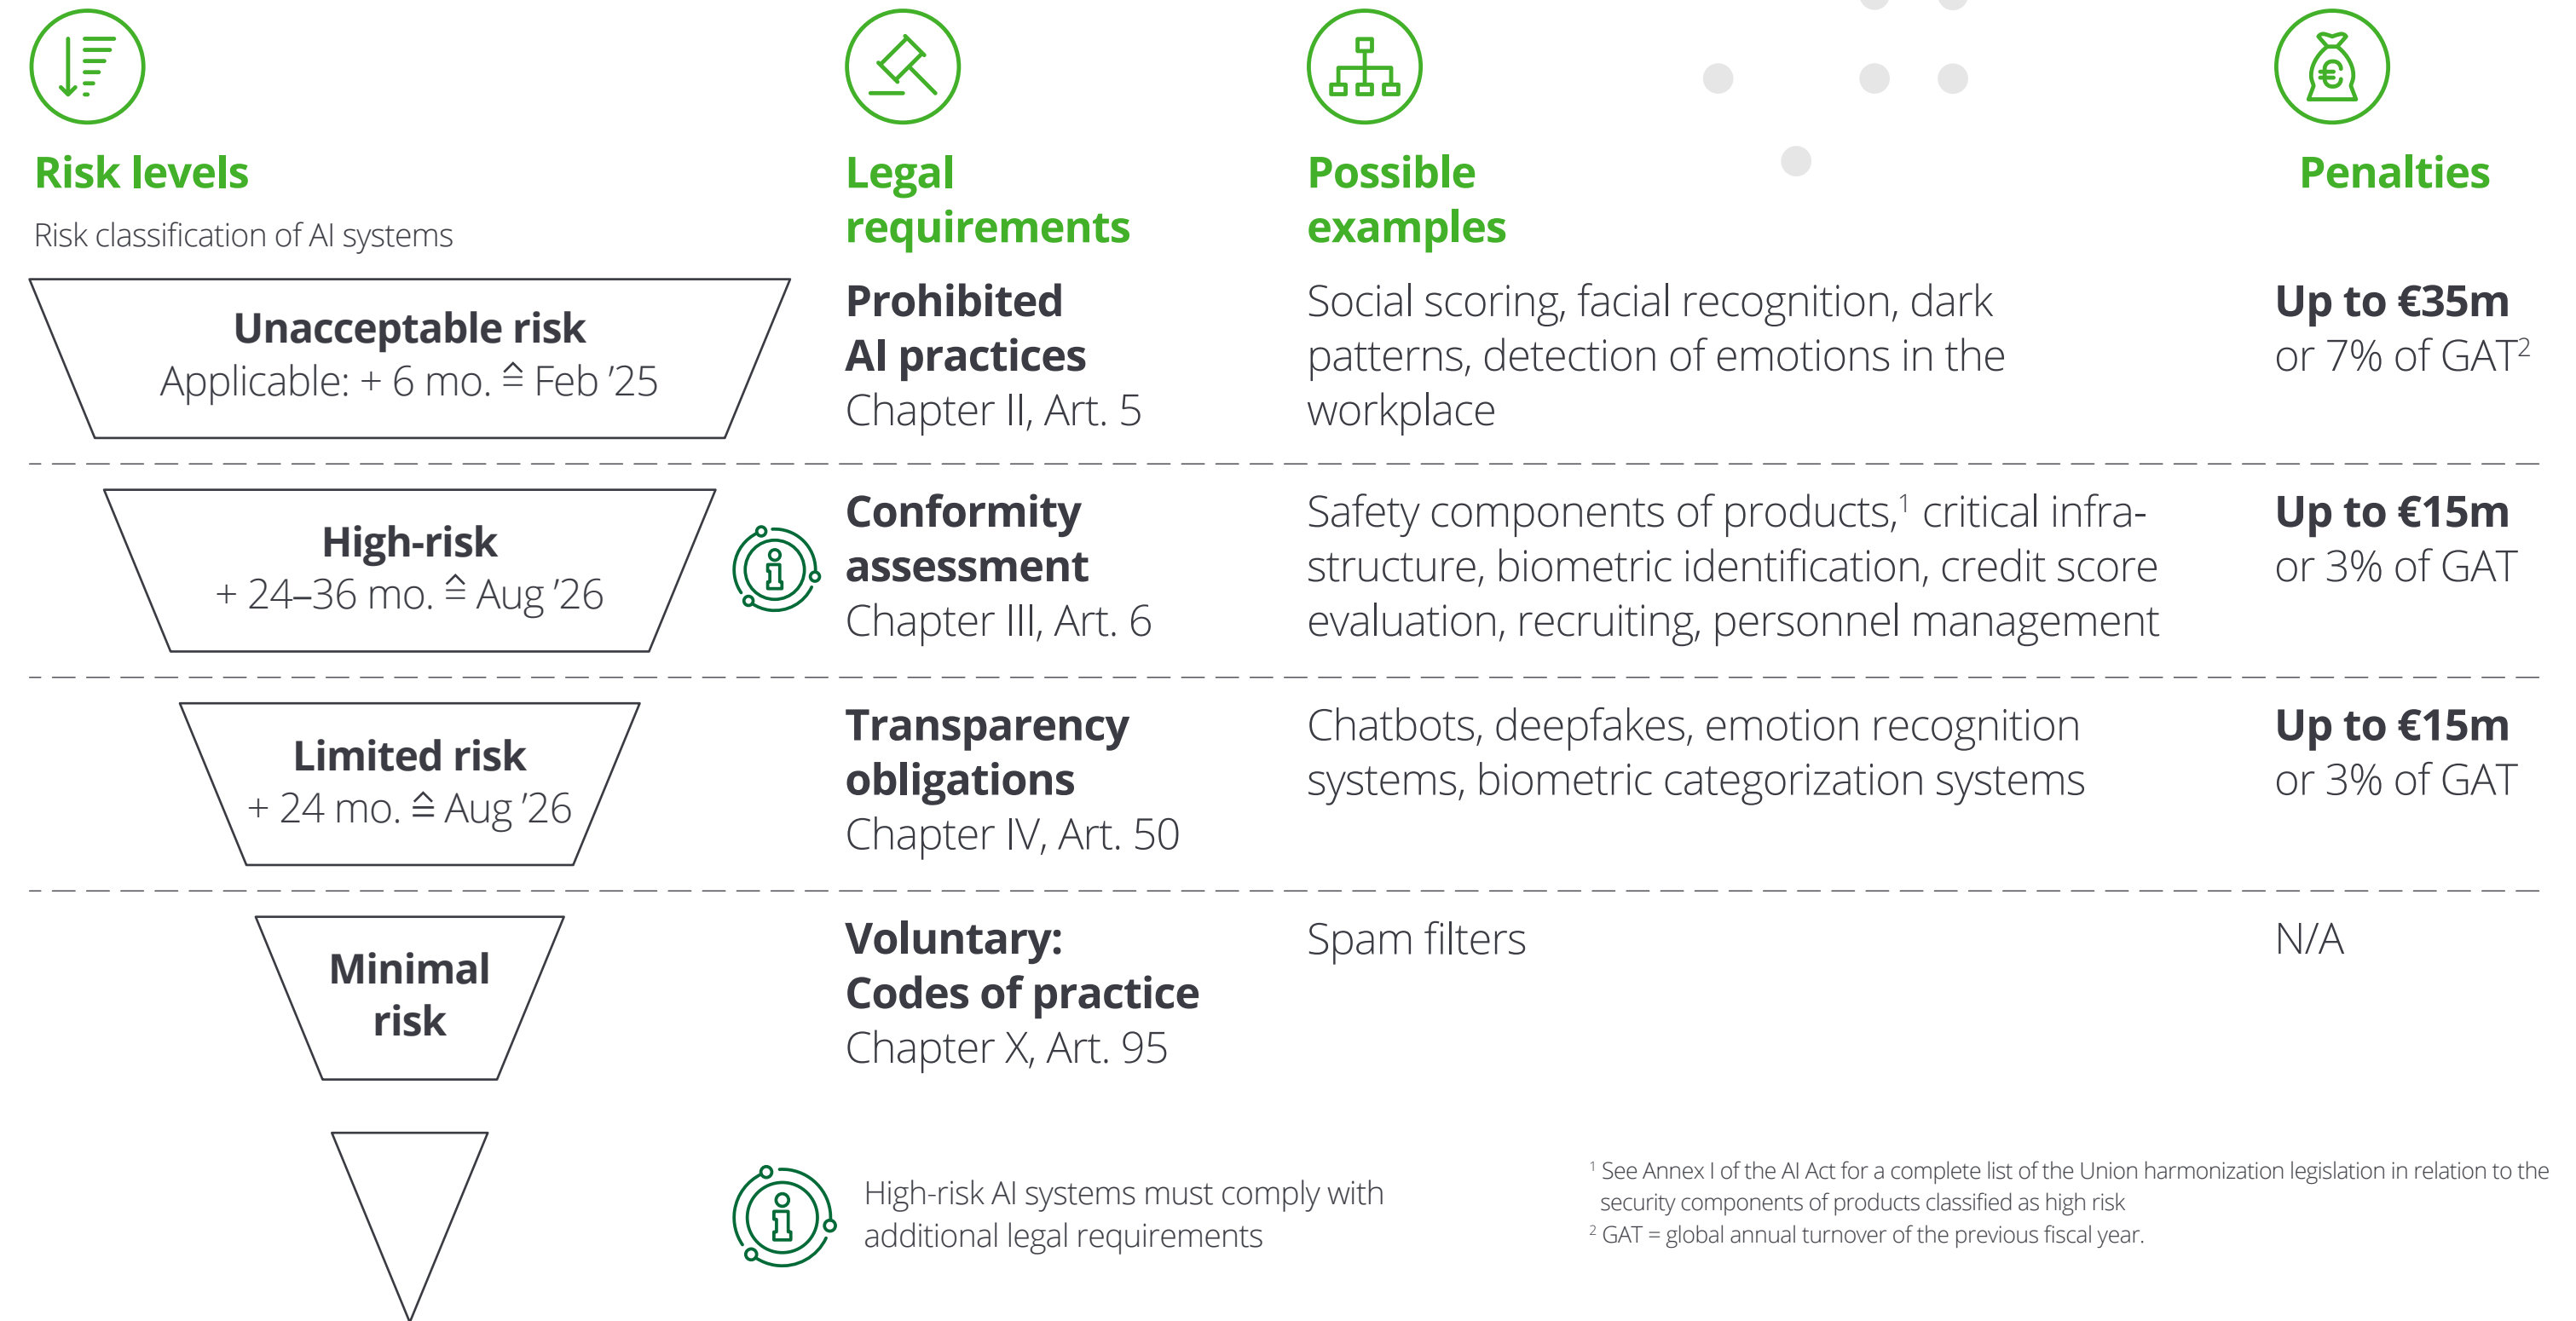 Risk levels
Risk classification of AI systems
Legal
requirements
Possible
examples
Penalties
Unacceptable risk
Applicable: + 6 mo. ≙ Feb ’25
Prohibited
AI practices
Chapter II, Art. 5
Social scoring, facial recognition, dark
patterns, detection of emotions in the
workplace
Up to €35m
or 7% of GAT²
High-risk
+ 24–36 mo. ≙ Aug ’26
Conformity
assessment
Chapter III, Art. 6
Safety components of products,¹ critical infra-
structure, biometric identification, credit score
evaluation, recruiting, personnel management
Up to €15m
or 3% of GAT
Limited risk
+ 24 mo. ≙ Aug ’26
Transparency
obligations
Chapter IV, Art. 50
Chatbots, deepfakes, emotion recognition
systems, biometric categorization systems
Up to €15m
or 3% of GAT
Minimal
risk
Voluntary:
Codes of practice
Chapter X, Art. 95
Spam filters
N/A
High-risk AI systems must comply with
additional legal requirements
¹ See Annex I of the AI Act for a complete list of the Union harmonization legislation in relation to the
security components of products classified as high risk
² GAT = global annual turnover of the previous fiscal year.